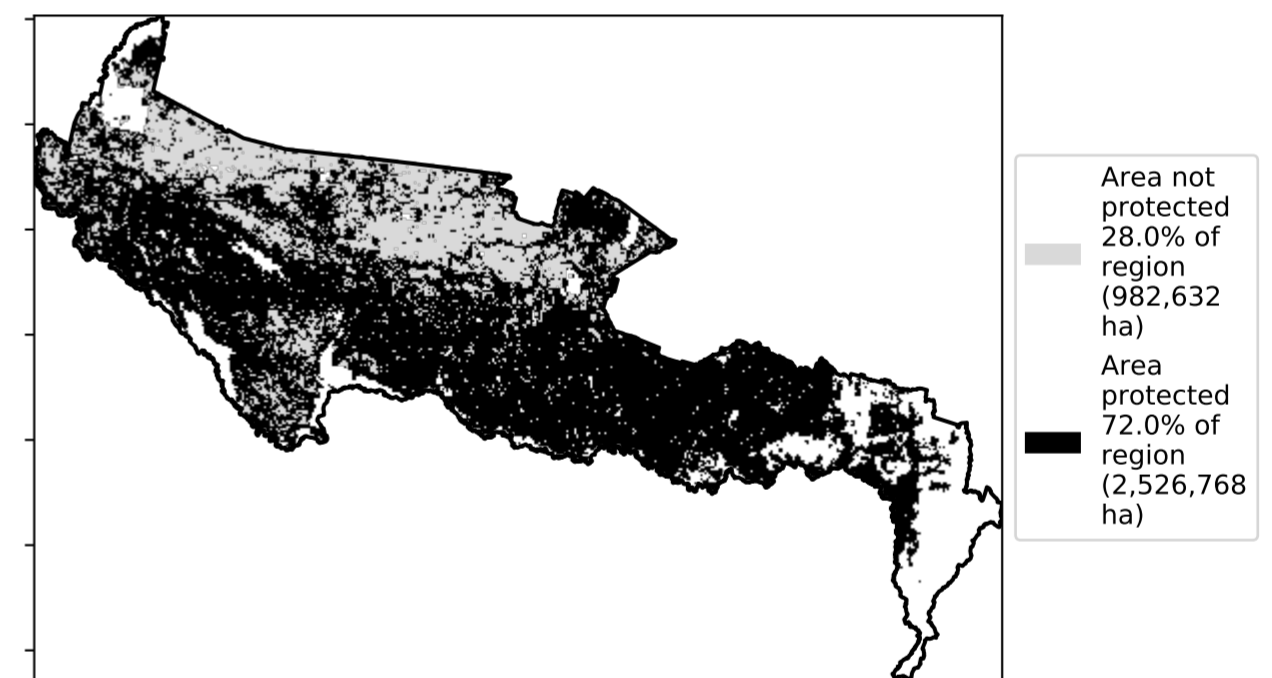 Area not
protected
28.0% of
region
(982,632
ha)
Area
protected
72.0% of
region
(2,526,768
ha)